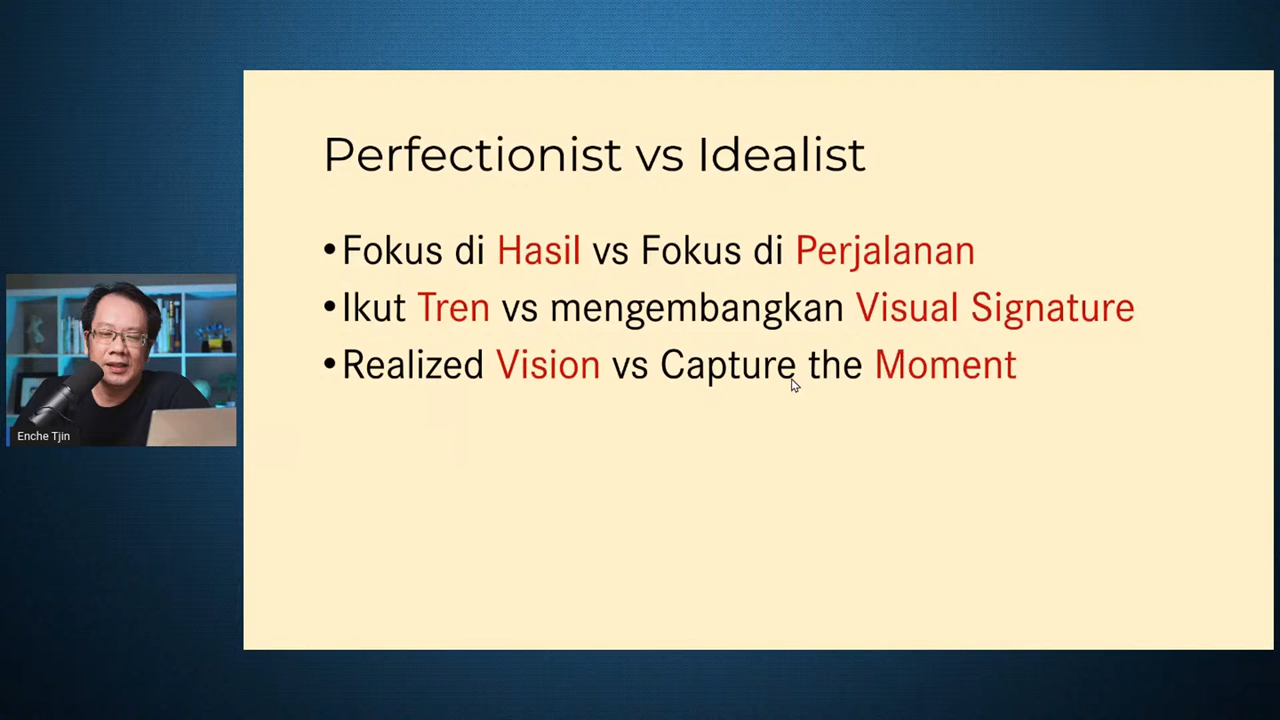 Perfectionist vs Idealist
•Fokus di Hasil vs Fokus di Perjalanan
•Ikut Tren vs mengembangkan Visual Signature
•Realized Vision vs Capture the Moment
Enche Tjin